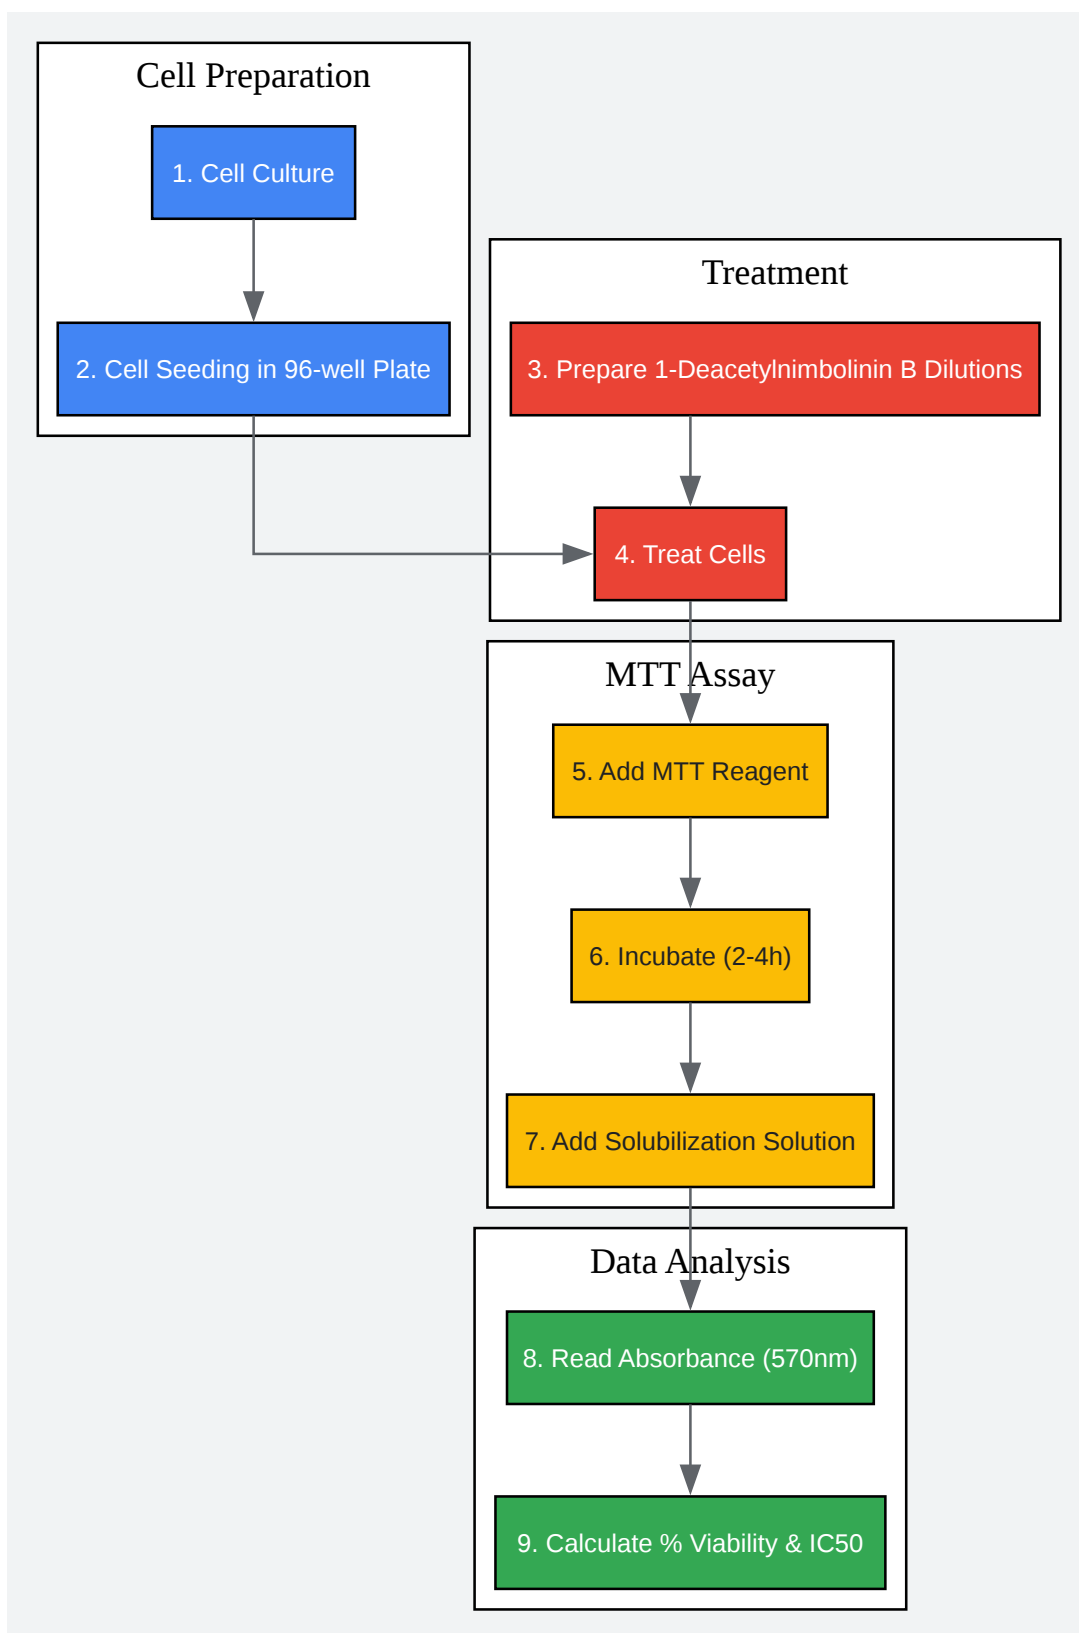 Cell Preparation
1. Cell Culture
2. Cell Seeding in 96-well Plate
Treatment
3. Prepare 1-Deacetylnimbolinin B Dilutions
4. Treat Cells
MTT Assay
5. Add MTT Reagent
6. Incubate (2-4h)
7. Add Solubilization Solution
Data Analysis
8. Read Absorbance (570nm)
9. Calculate % Viability & IC50